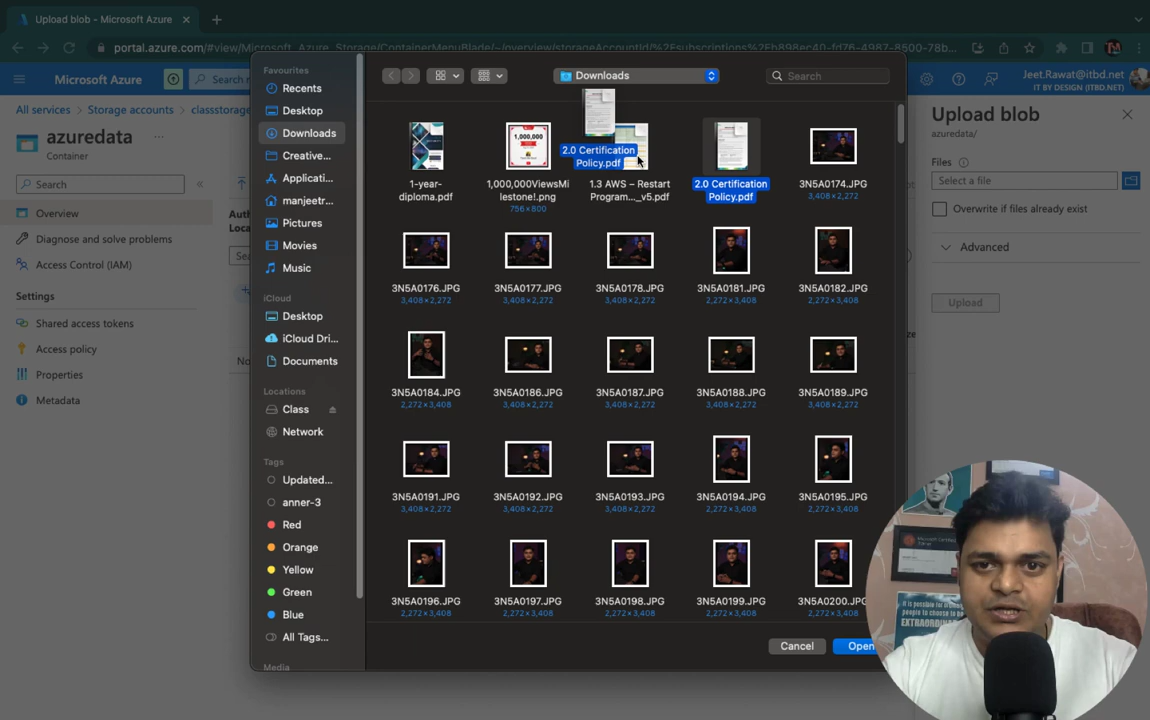 Upload blob - Microsoft Azure
portal.azure.com/#view/Microsoft_Azure_Storage/ContainerMenuBlade/~/overview/storageAccountId/%2Fsubscriptions%2Fb898ec40-fd76-4987-8500-78b...
Microsoft Azure
Search
Jeet.Rawat@itbd.net
IT BY DESIGN (ITBD.NET)
All services
Storage accounts
classstorage
azuredata
...
Container
Search
Overview
Diagnose and solve problems
Access Control (IAM)
Settings
Shared access tokens
Access policy
Properties
Metadata
Favourites
Recents
Desktop
Downloads
Creative...
Applicati...
manjeetr...
Pictures
Movies
Music
iCloud
Desktop
iCloud Dri...
Documents
Locations
Class
Network
Tags
Updated...
anner-3
Red
Orange
Yellow
Green
Blue
All Tags...
Media
Downloads
Search
2.0 Certification
Policy.pdf
1-year-
diploma.pdf
1,000,000
1,000,000ViewsMi
lestone!.png
756×800
1.3 AWS – Restart
Program..._v5.pdf
2.0 Certification
Policy.pdf
3N5A0174.JPG
3,408×2,272
3N5A0176.JPG
3,408×2,272
3N5A0177.JPG
3,408×2,272
3N5A0178.JPG
3,408×2,272
3N5A0181.JPG
2,272×3,408
3N5A0182.JPG
2,272×3,408
3N5A0184.JPG
2,272×3,408
3N5A0186.JPG
3,408×2,272
3N5A0187.JPG
3,408×2,272
3N5A0188.JPG
3,408×2,272
3N5A0189.JPG
3,408×2,272
3N5A0191.JPG
3,408×2,272
3N5A0192.JPG
3,408×2,272
3N5A0193.JPG
3,408×2,272
3N5A0194.JPG
2,272×3,408
3N5A0195.JPG
2,272×3,408
3N5A0196.JPG
2,272×3,408
3N5A0197.JPG
2,272×3,408
3N5A0198.JPG
2,272×3,408
3N5A0199.JPG
2,272×3,408
3N5A0200.JPG
2,272×3,408
Cancel
Open
Upload blob
azuredata/
Files
Select a file
Overwrite if files already exist
Advanced
Upload
EXTRAORDINARY